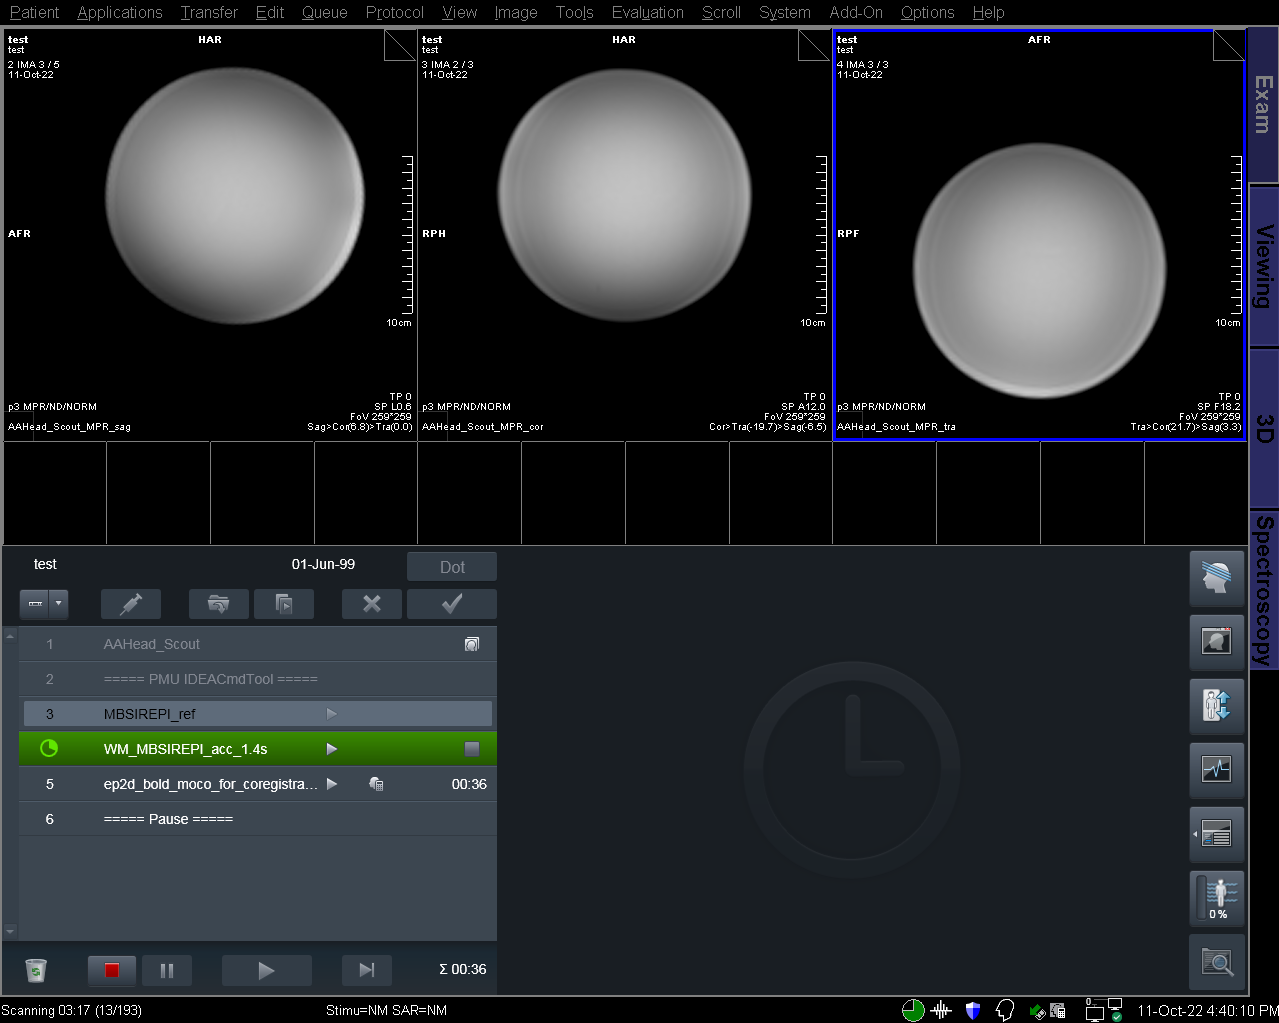 Patient Applications Transfer Edit Queue Protocol View Image Tools Evaluation Scroll System Add-On Options Help
test
test
HAR
2 IMA 3 / 5
11-Oct-22
AFR
10cm
p3 MPR/ND/NORM
AAHead_Scout_MPR_sag
TP 0
SP L0.6
FoV 259*259
Sag>Cor(6.8)>Tra(0.0)
test
test
HAR
3 IMA 2 / 3
11-Oct-22
RPH
10cm
p3 MPR/ND/NORM
AAHead_Scout_MPR_cor
TP 0
SP A12.0
FoV 259*259
Cor>Tra(-19.7)>Sag(-6.5)
test
test
AFR
4 IMA 3 / 3
11-Oct-22
RPF
10cm
p3 MPR/ND/NORM
AAHead_Scout_MPR_tra
TP 0
SP F18.2
FoV 259*259
Tra>Cor(21.7)>Sag(3.3)
Exam
Viewing
3D
Spectroscopy
test 01-Jun-99 Dot
1 AAHead_Scout
2 ===== PMU IDEACmdTool =====
3 MBSIREPI_ref
WM_MBSIREPI_acc_1.4s
5 ep2d_bold_moco_for_coregistra... 00:36
6 ===== Pause =====
Σ 00:36
0 %
Scanning 03:17 (13/193) Stimu=NM SAR=NM 0 11-Oct-22 4:40:10 PM